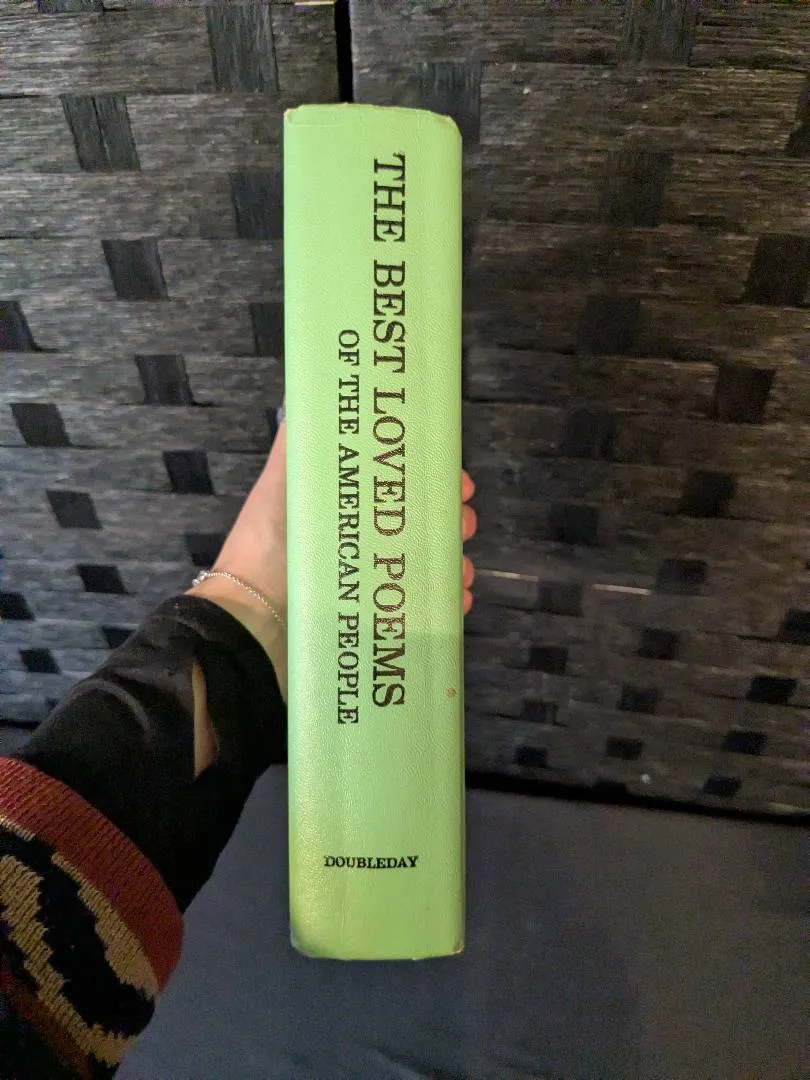 THE BEST LOVED POEMS
OF THE AMERICAN PEOPLE
DOUBLEDAY